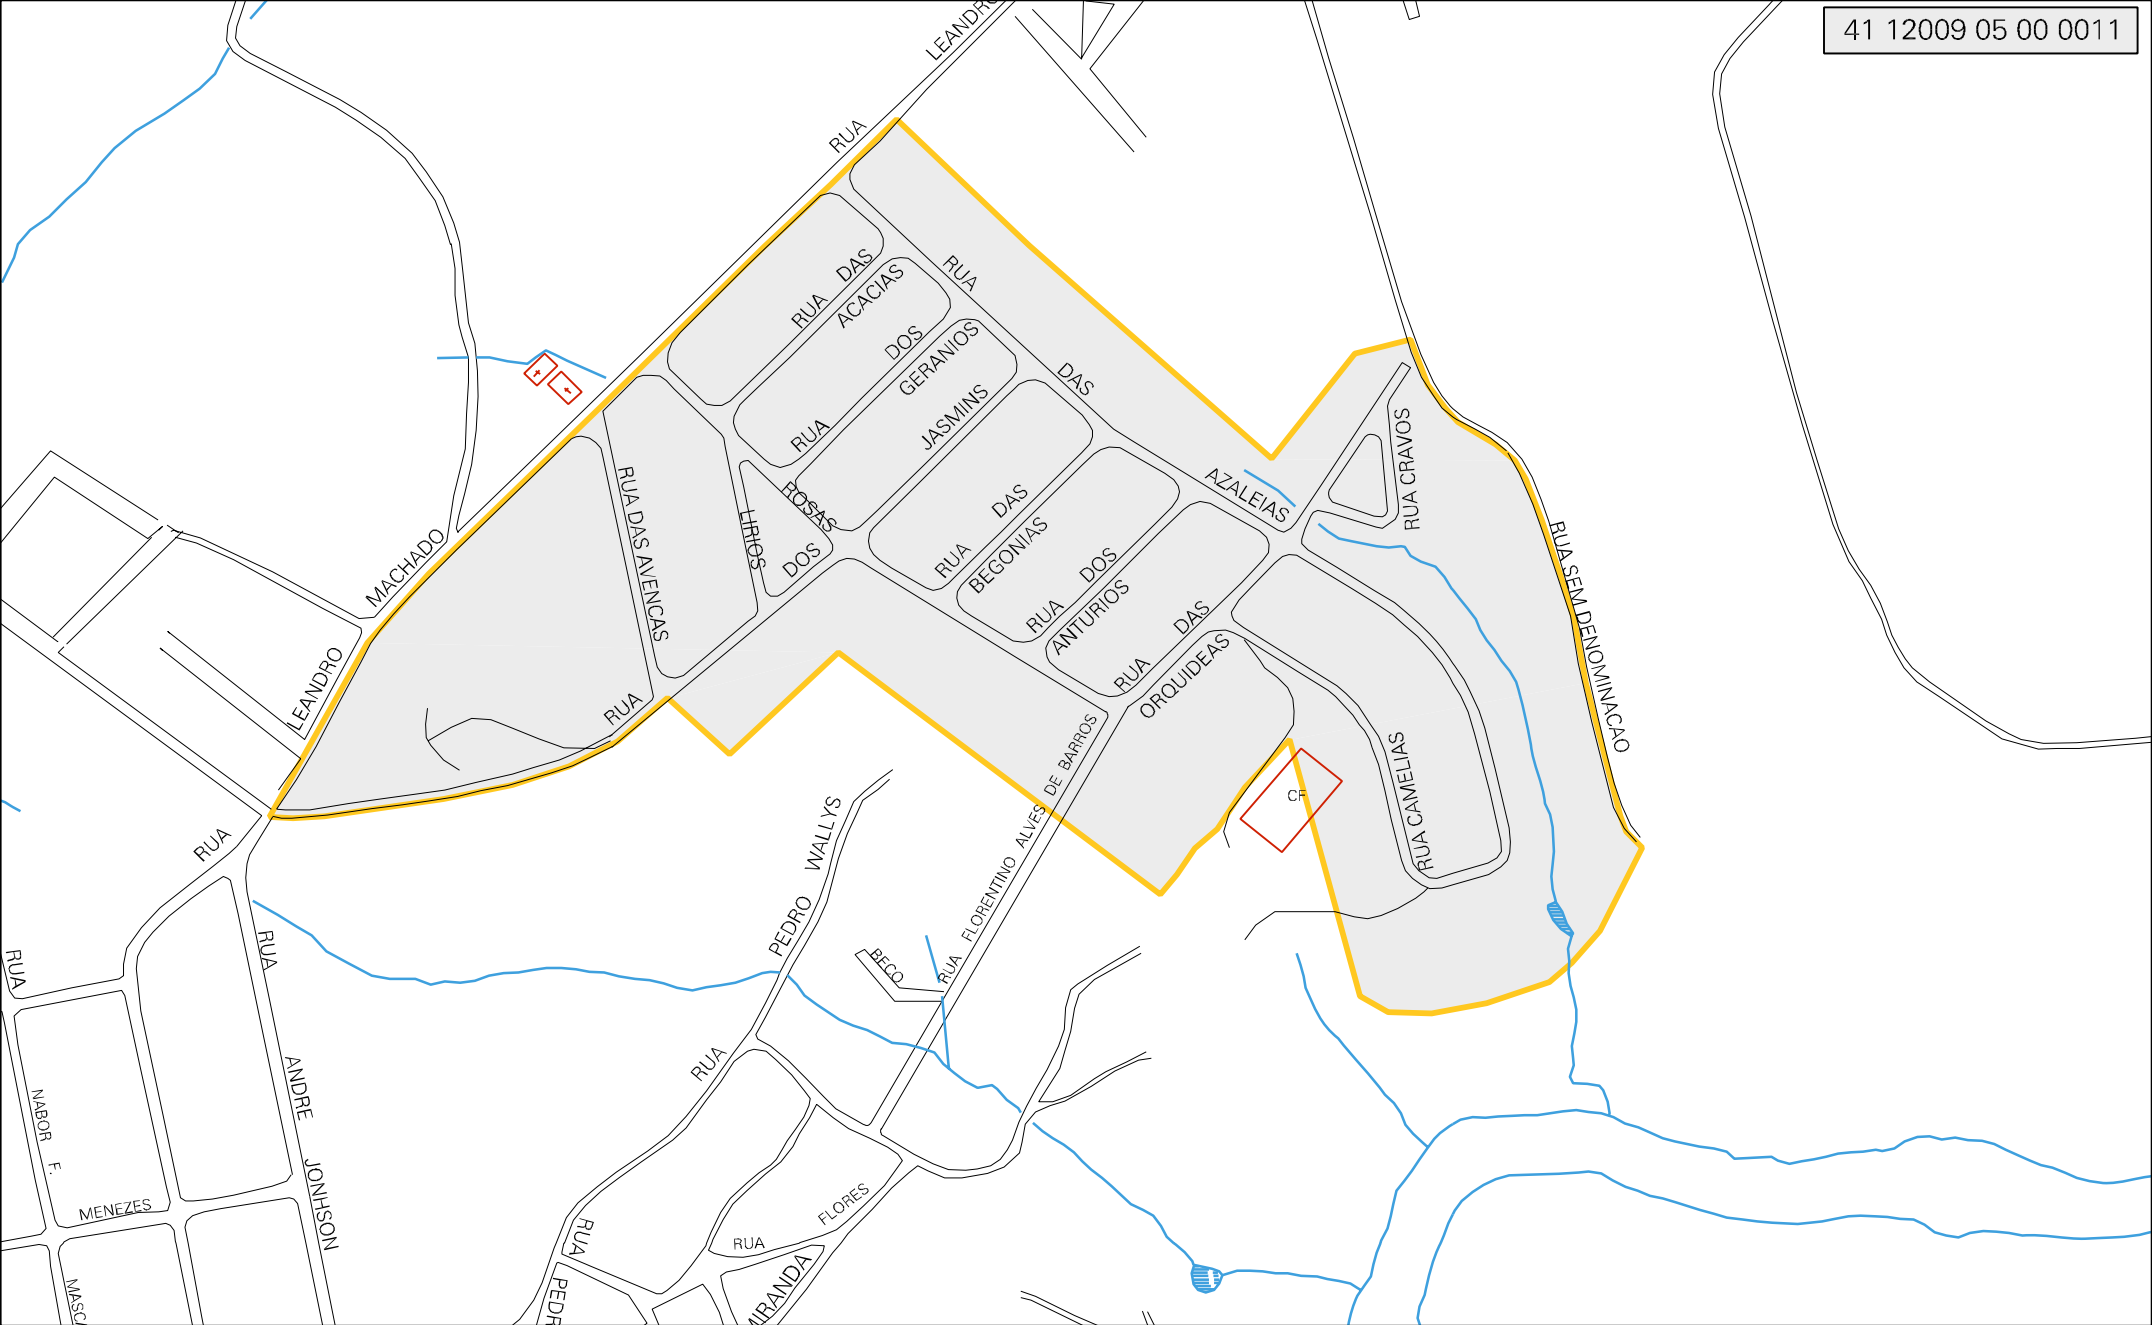 41 12009 05 00 0011
LEANDRO
RUA
RUA
DAS
ACACIAS
RUA
DAS
AZALEIAS
RUA
DOS
GERANIOS
JASMINS
RUA CRAVOS
RUA DAS AVENCAS
LIRIOS
ROSAS
DOS
RUA
DAS
BEGONIAS
RUA
DOS
ANTURIOS
RUA
DAS
ORQUIDEAS
RUA SEM DENOMINACAO
MACHADO
LEANDRO
RUA
RUA CAMELIAS
CF
RUA FLORENTINO ALVES DE BARROS
RUA
PEDRO
WALLYS
BECO
RUA
RUA
ANDRE
JONHSON
RUA
NABOR F.
MENEZES
MASCA
RUA
PEDR
RUA
FLORES
MIRANDA